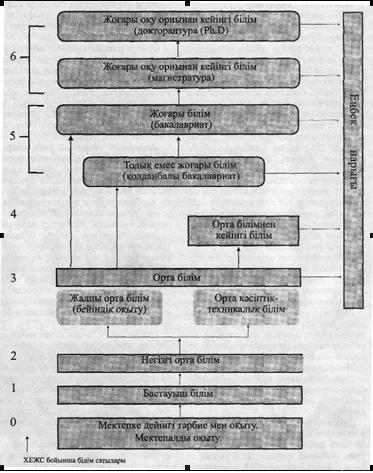 Жоғары оқу орнынан кейінгі білім
(докторантура (Ph.D)
6
Жоғары оқу орнынан кейінгі білім
(магистратура)
Жоғары білім
(бакалавриат)
5
Толық емес жоғары білім
(қолданбалы бакалавриат)
4
Орта білімнен
кейінгі білім
3
Орта білім
Жалпы орта білім
(бейіндік оқыту)
Орта кәсіптік-
техникалық білім
2
Негізгі орта білім
1
Бастауыш білім
0
Мектепке дейінгі тәрбие мен оқыту.
Мектепалды оқыту.
ХЕЖС бойынша білім сатылары
Еңбек нарығы